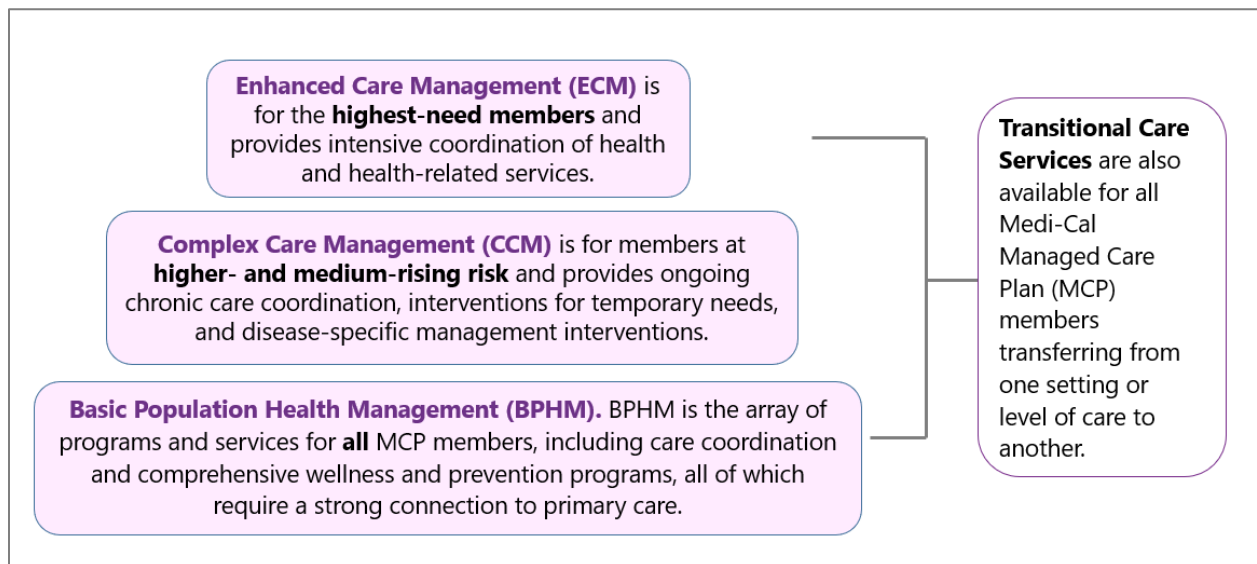 Enhanced Care Management (ECM) is
for the highest-need members and
provides intensive coordination of health
and health-related services.
Complex Care Management (CCM) is for members at
higher- and medium-rising risk and provides ongoing
chronic care coordination, interventions for temporary needs,
and disease-specific management interventions.
Basic Population Health Management (BPHM). BPHM is the array of
programs and services for all MCP members, including care coordination
and comprehensive wellness and prevention programs, all of which
require a strong connection to primary care.
Transitional Care
Services are also
available for all
Medi-Cal
Managed Care
Plan (MCP)
members
transferring from
one setting or
level of care to
another.